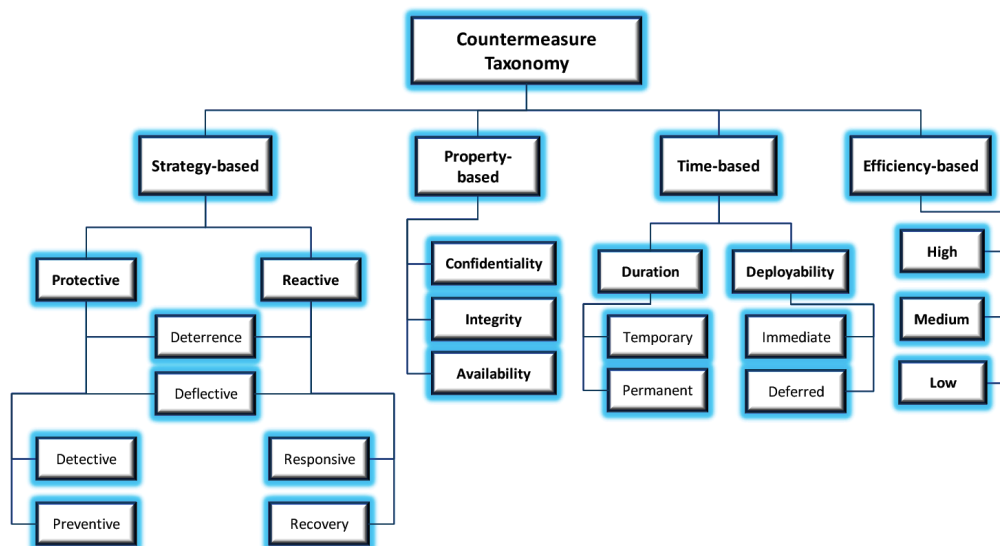 Countermeasure
Taxonomy
Strategy-based
Property-
based
Time-based
Efficiency-based
Protective
Reactive
Deterrence
Deflective
Detective
Responsive
Preventive
Recovery
Confidentiality
Integrity
Availability
Duration
Deployability
Temporary
Immediate
Permanent
Deferred
High
Medium
Low